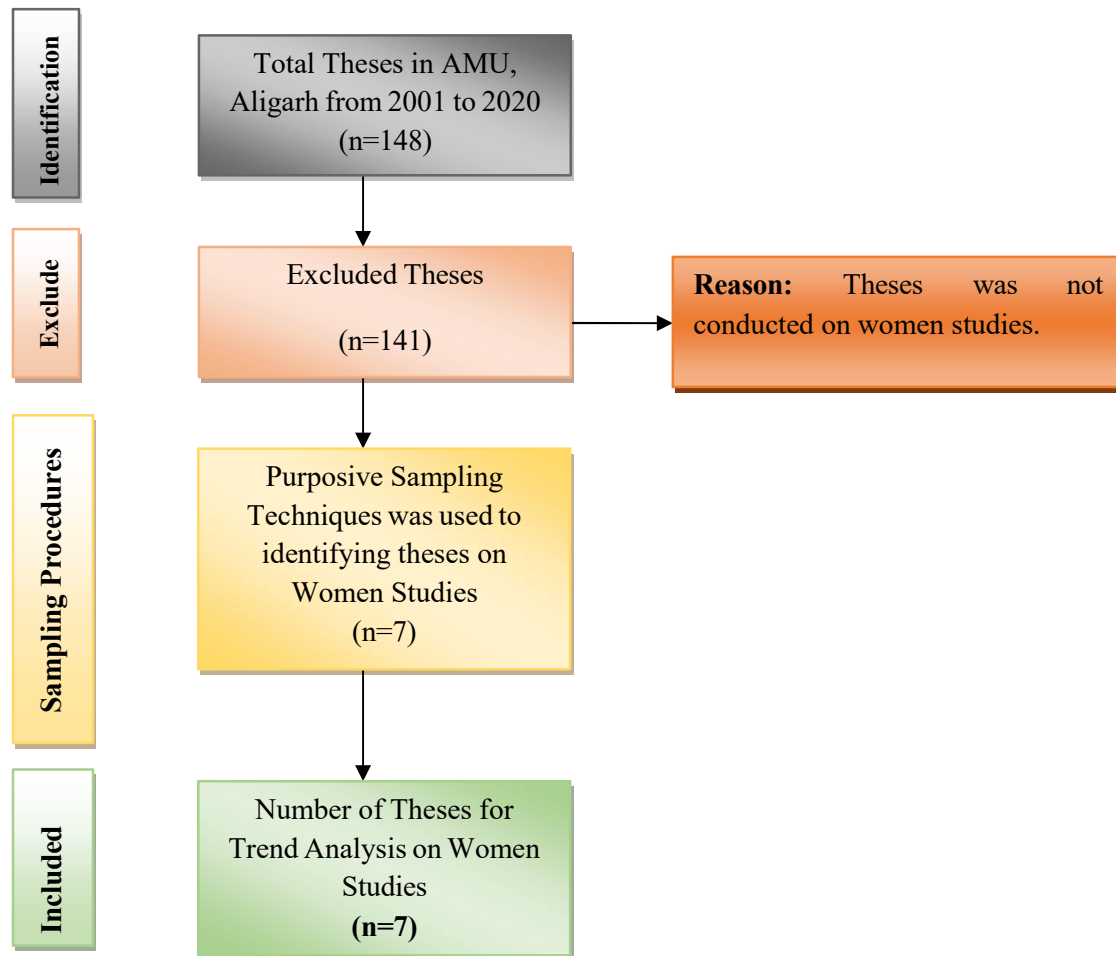 Identification
Total Theses in AMU,
Aligarh from 2001 to 2020
(n=148)
Exclude
Excluded Theses
(n=141)
Reason: Theses was not
conducted on women studies.
Sampling Procedures
Purposive Sampling
Techniques was used to
identifying theses on
Women Studies
(n=7)
Included
Number of Theses for
Trend Analysis on Women
Studies
(n=7)